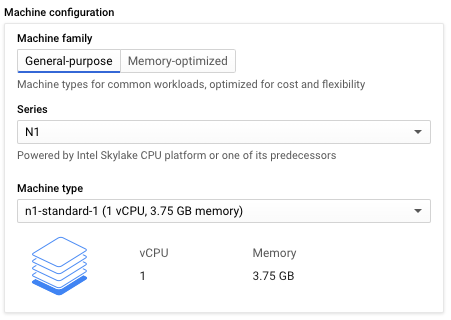 Machine configuration
Machine family
General-purpose Memory-optimized
Machine types for common workloads, optimized for cost and flexibility
Series
N1
Powered by Intel Skylake CPU platform or one of its predecessors
Machine type
n1-standard-1 (1 vCPU, 3.75 GB memory)
vCPU Memory
1 3.75 GB